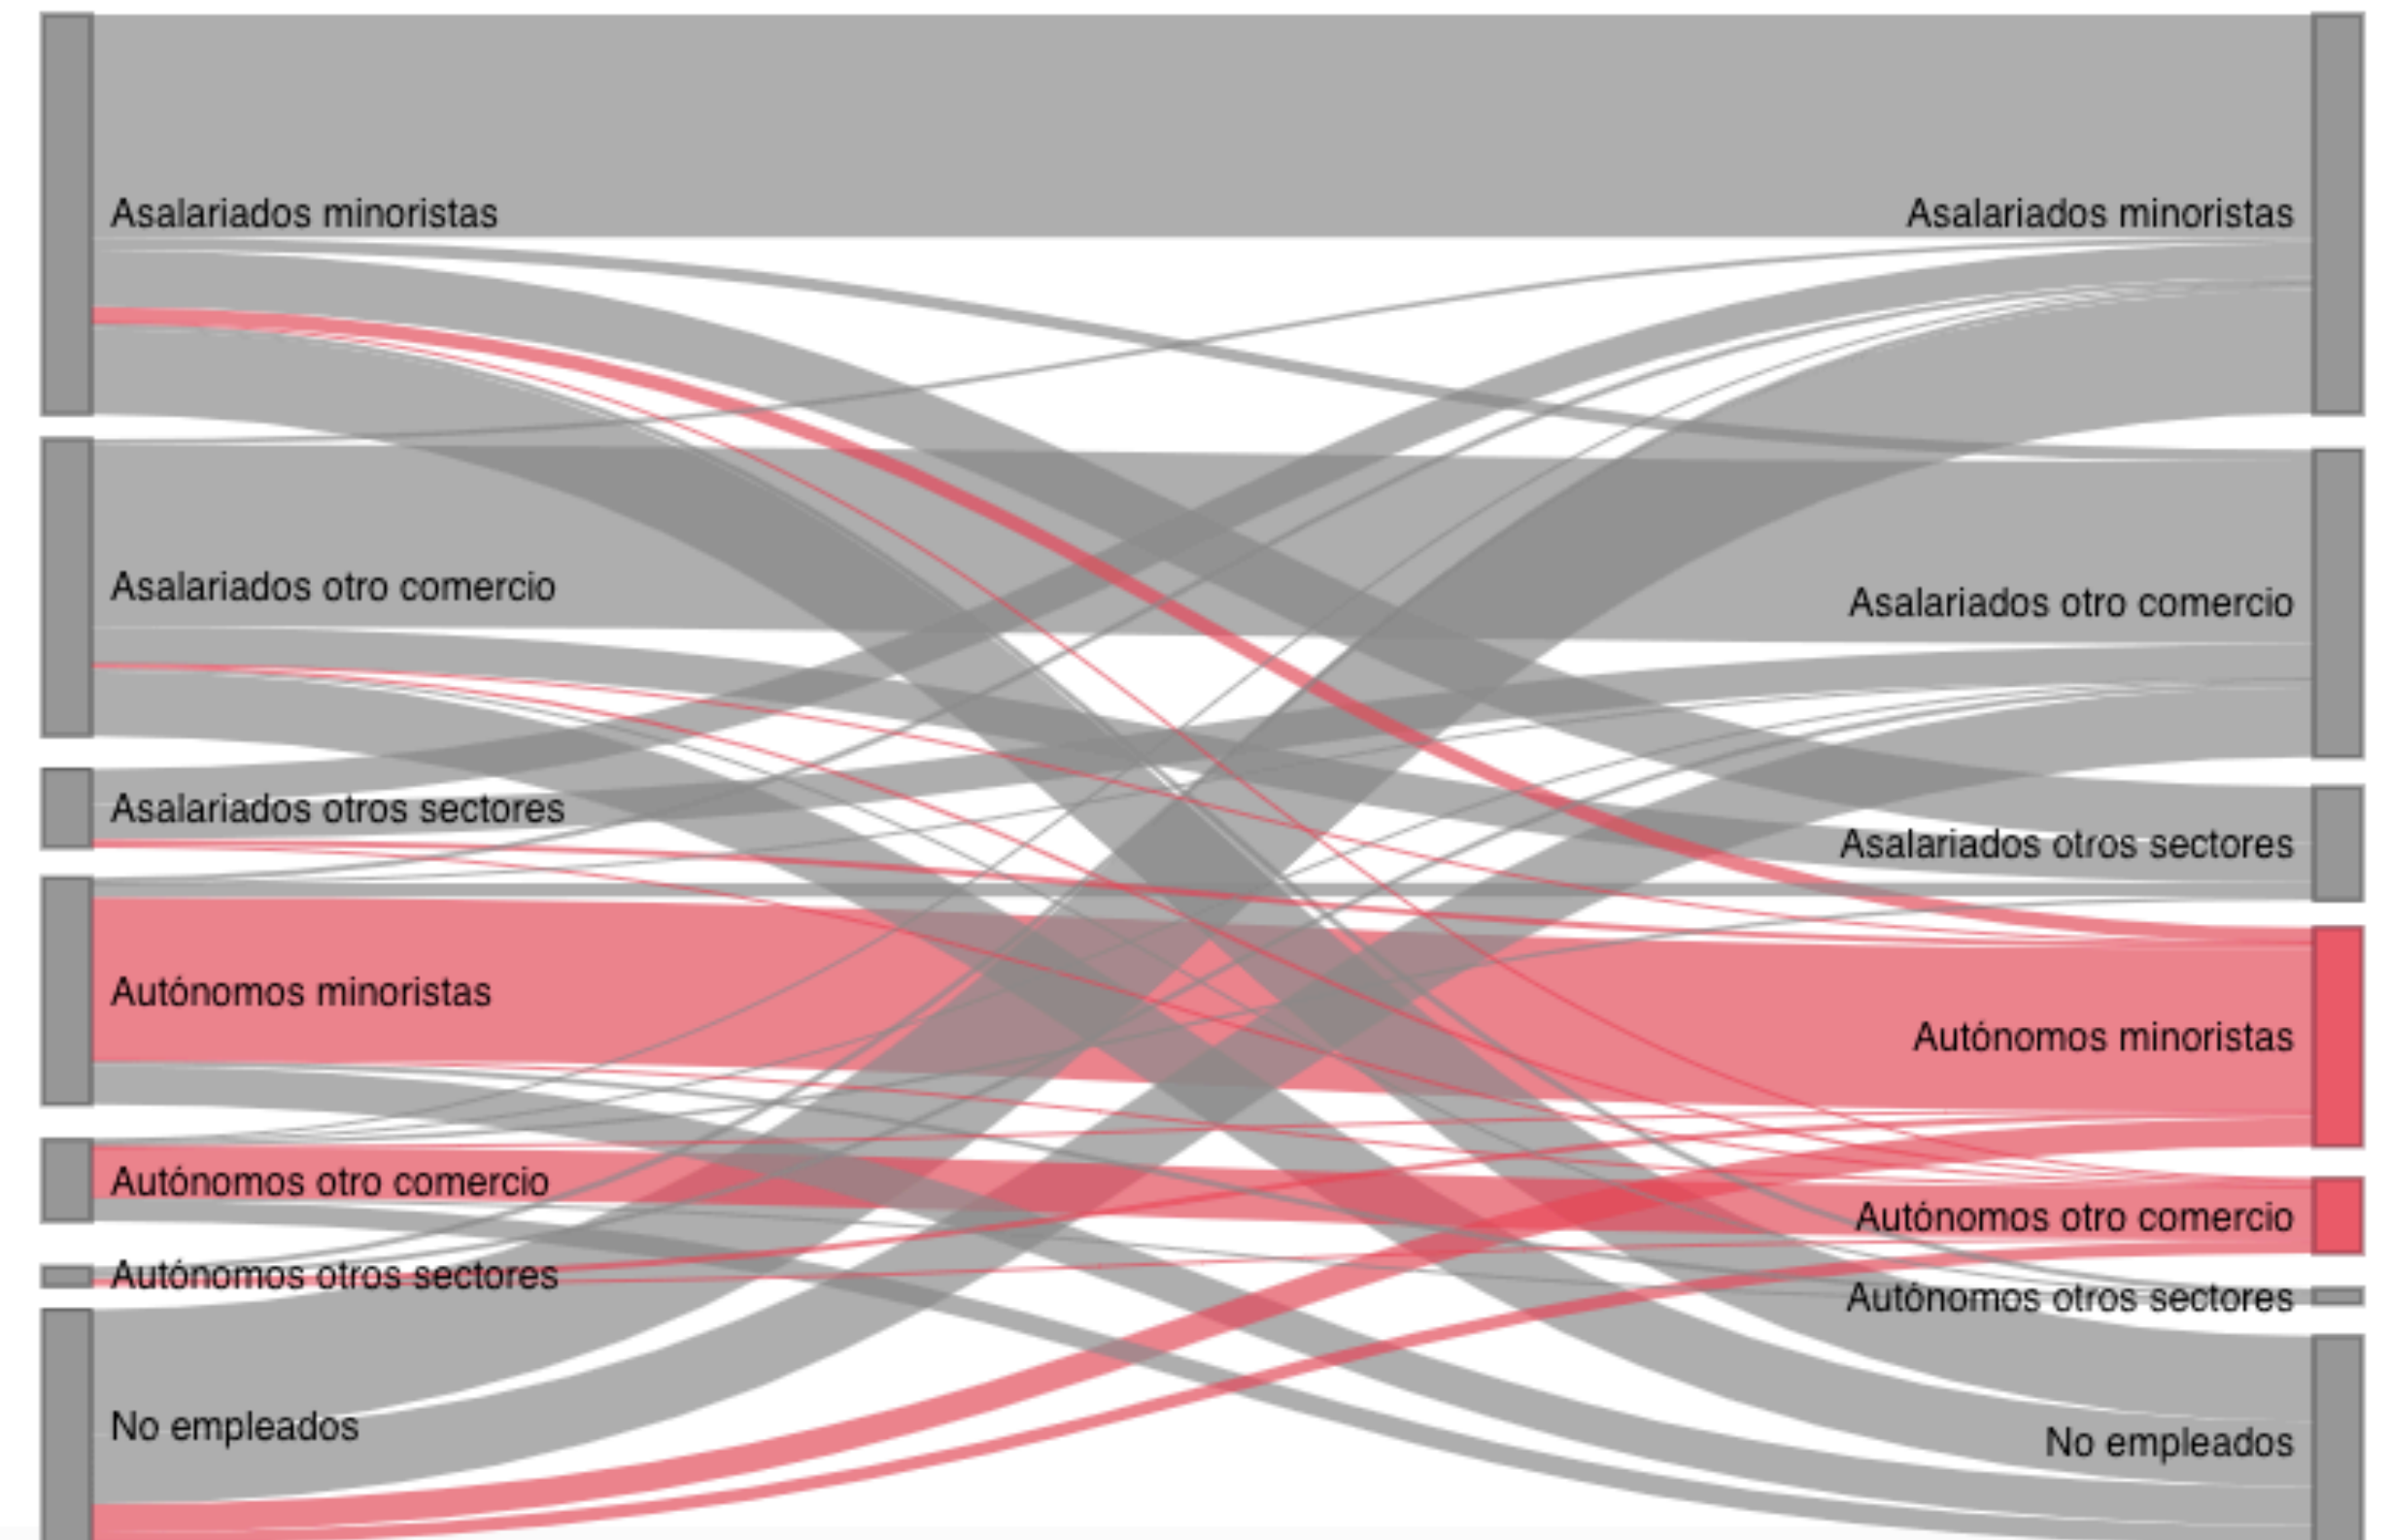 Asalariados minoristas
Asalariados minoristas
Asalariados otro comercio
Asalariados otro comercio
Asalariados otros sectores
Asalariados otros sectores
Autónomos minoristas
Autónomos minoristas
Autónomos otro comercio
Autónomos otro comercio
Autónomos otros sectores
Autónomos otros sectores
No empleados
No empleados